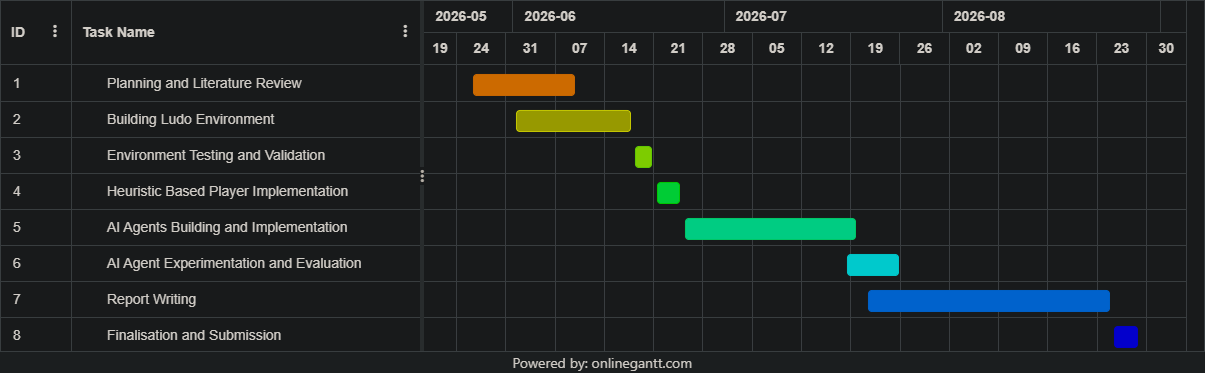 2026-05 2026-06 2026-07 2026-08
ID Task Name
19 24 31 07 14 21 28 05 12 19 26 02 09 16 23 30
1 Planning and Literature Review
2 Building Ludo Environment
3 Environment Testing and Validation
4 Heuristic Based Player Implementation
5 AI Agents Building and Implementation
6 AI Agent Experimentation and Evaluation
7 Report Writing
8 Finalisation and Submission
Powered by: onlinegantt.com